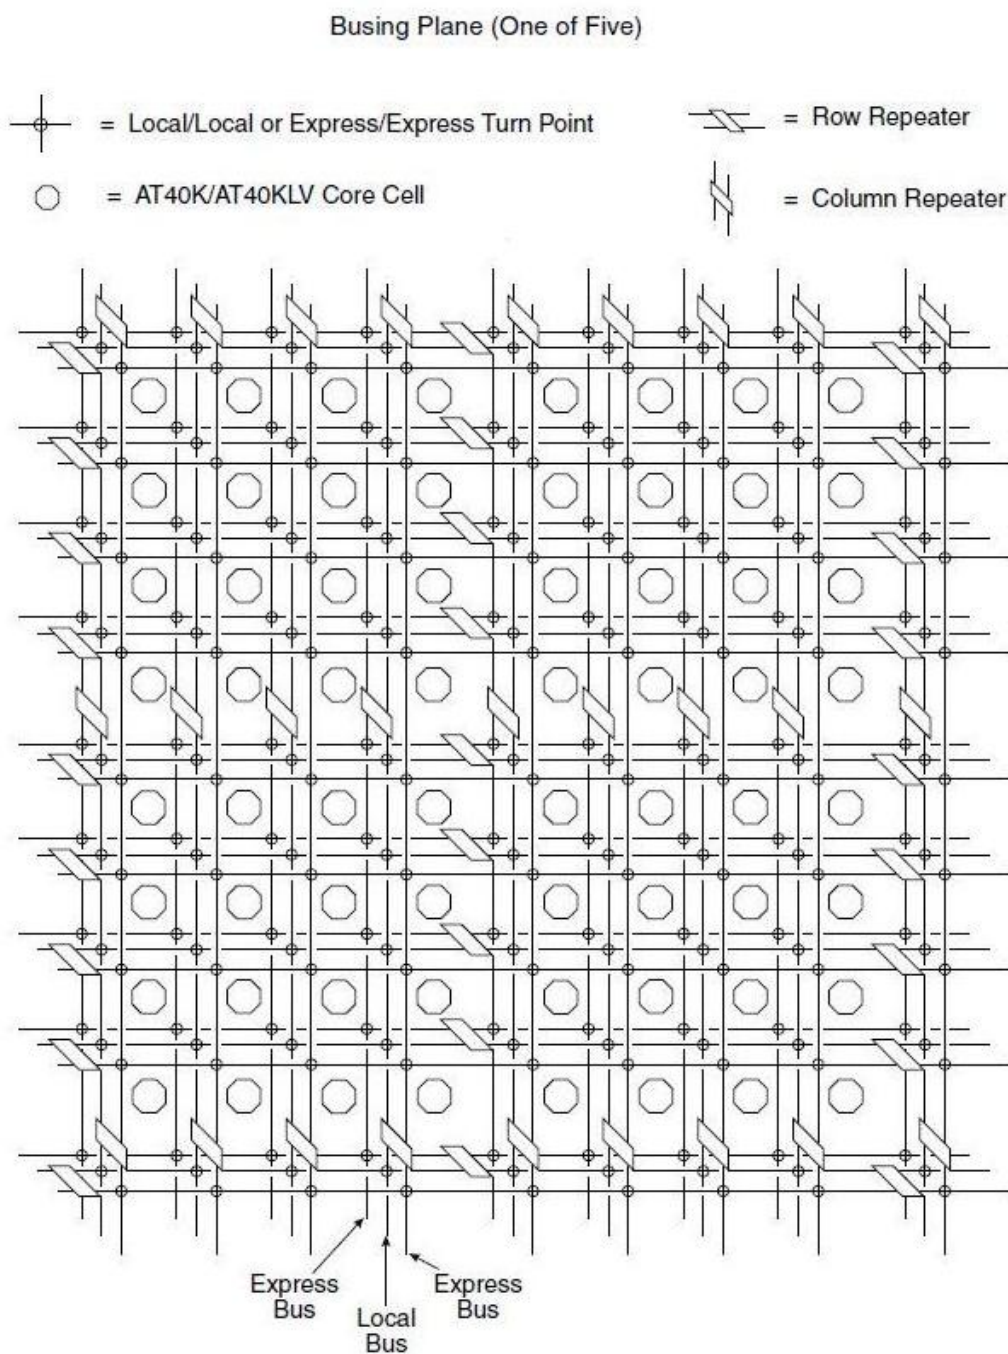 Busing Plane (One of Five)
= Local/Local or Express/Express Turn Point
= Row Repeater
= AT40K/AT40KLV Core Cell
= Column Repeater
Express
Bus
Local
Bus
Express
Bus